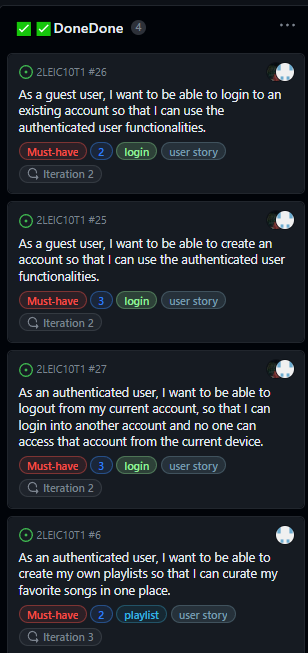 ✅ ✅ DoneDone 4 ...
2LEIC10T1 #26
As a guest user, I want to be able to login to an
existing account so that I can use the
authenticated user functionalities.
Must-have 2 login user story
Iteration 2
2LEIC10T1 #25
As a guest user, I want to be able to create an
account so that I can use the authenticated user
functionalities.
Must-have 3 login user story
Iteration 2
2LEIC10T1 #27
As an authenticated user, I want to be able to
logout from my current account, so that I can
login into another account and no one can
access that account from the current device.
Must-have 3 login user story
Iteration 2
2LEIC10T1 #6
As an authenticated user, I want to be able to
create my own playlists so that I can curate my
favorite songs in one place.
Must-have 2 playlist user story
Iteration 3